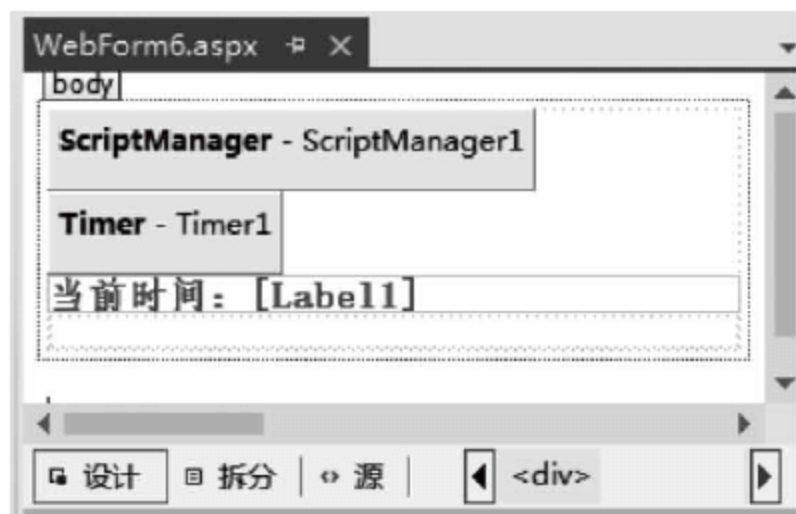 WebForm6.aspx
body
ScriptManager - ScriptManager1
Timer - Timer1
当前时间：[Label1]
设计 拆分 源 <div>